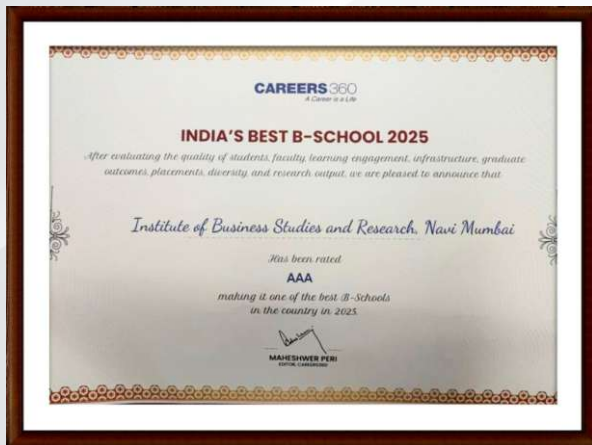 CAREERS360
A Career is a Life
INDIA'S BEST B-SCHOOL 2025
After evaluating the quality of students, faculty, learning engagement, infrastructure, graduate
outcomes, placements, diversity, and research output, we are pleased to announce that
Institute of Business Studies and Research, Navi Mumbai
Has been rated
AAA
making it one of the best B-Schools
in the country in 2025.
MAHESHWER PERI
EDITOR, CAREERS360